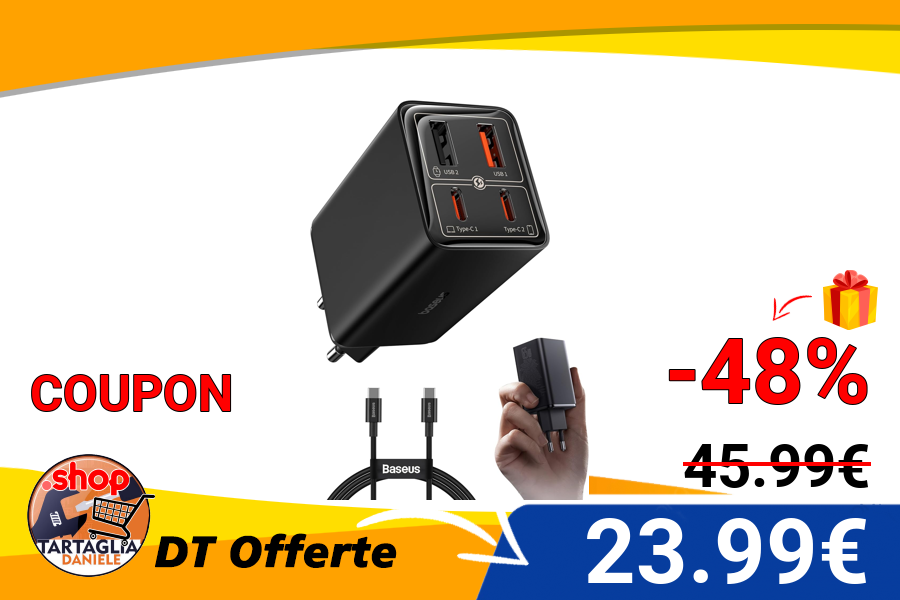 USB 2
USB 1
Type-C 1
Type-C 2
baseus
-48%
COUPON
45.99€
Baseus
.shop
TARTAGLIA
DANIELE
DT Offerte
23.99€